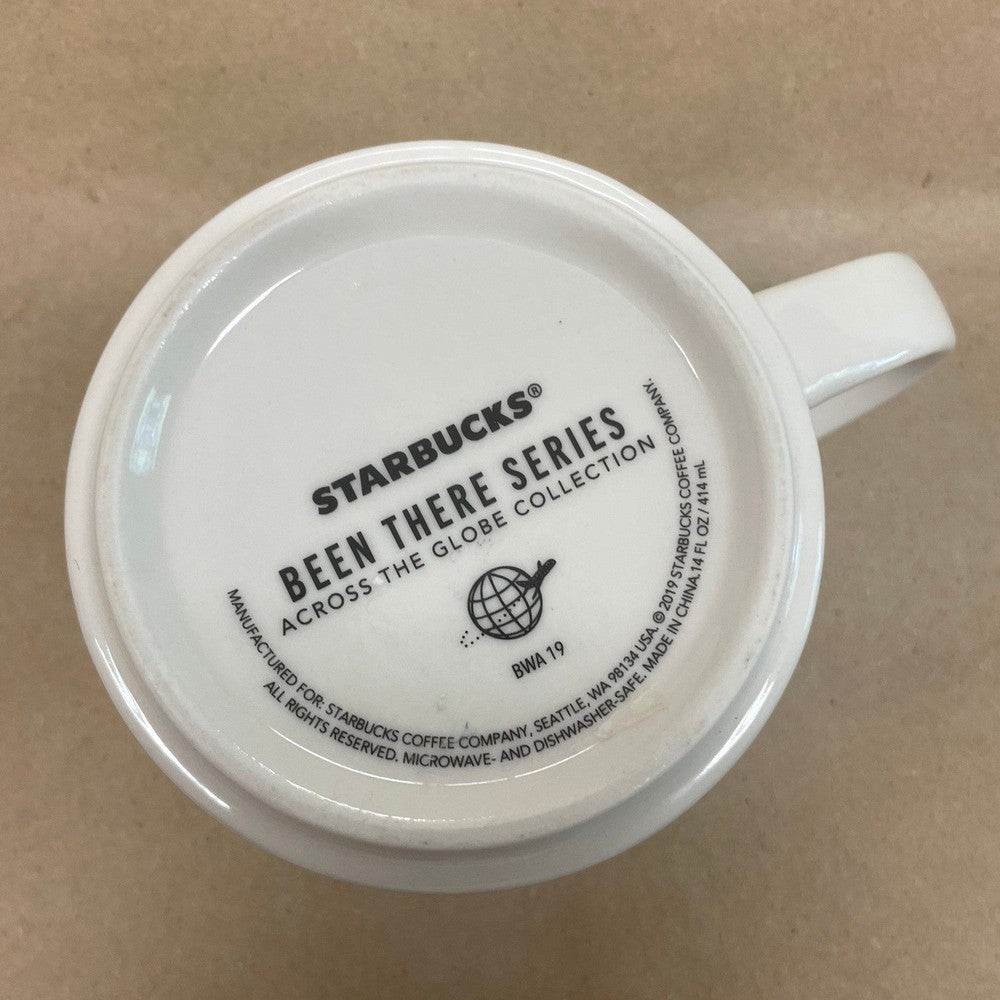 STARBUCKS®
BEEN THERE SERIES
ACROSS THE GLOBE COLLECTION
BWA 19
MANUFACTURED FOR: STARBUCKS COFFEE COMPANY, SEATTLE, WA 98134 USA. © 2019 STARBUCKS COFFEE COMPANY.
ALL RIGHTS RESERVED. MICROWAVE- AND DISHWASHER-SAFE. MADE IN CHINA.14 FL OZ / 414 mL